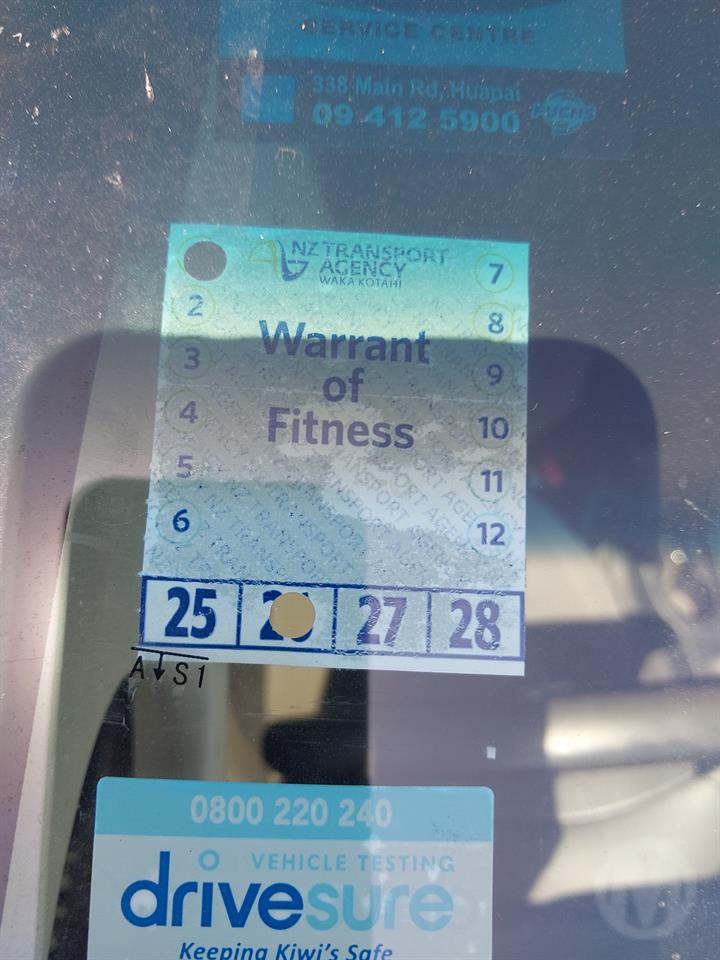 SERVICE CENTRE
338 Main Rd, Huapai
09 412 5900
NZ TRANSPORT
AGENCY
WAKA KOTAHI
7
2
8
3
9
4
10
5
11
6
12
Warrant
of
Fitness
25 26 27 28
A↓S1
0800 220 240
VEHICLE TESTING
drivesure
Keeping Kiwi's Safe